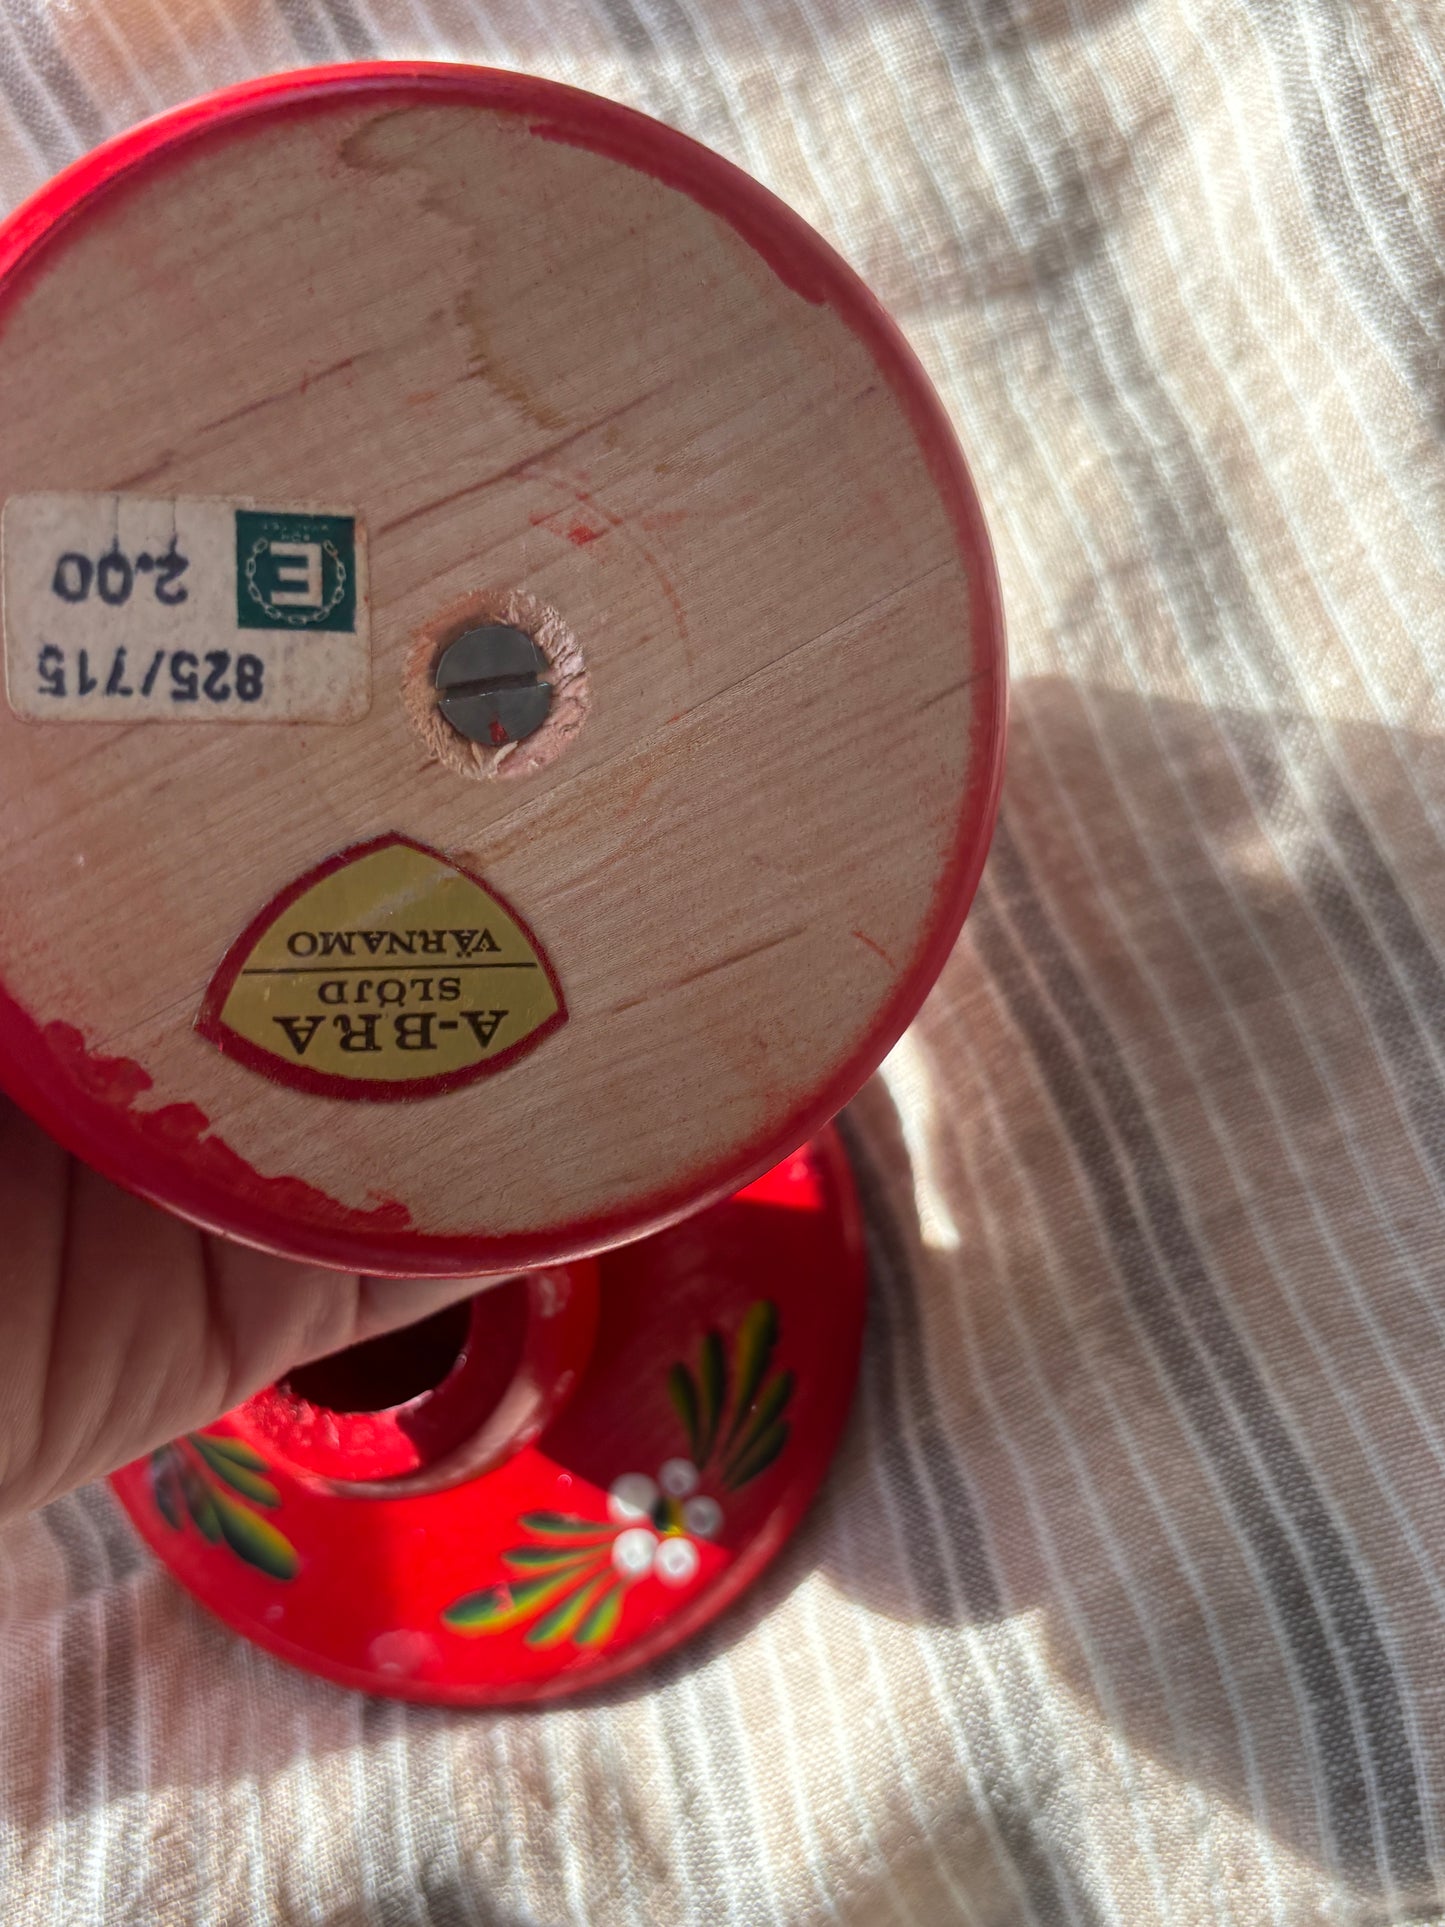 A-BRA
SLÖJD
VÄRNAMO
825/715
2.00
E